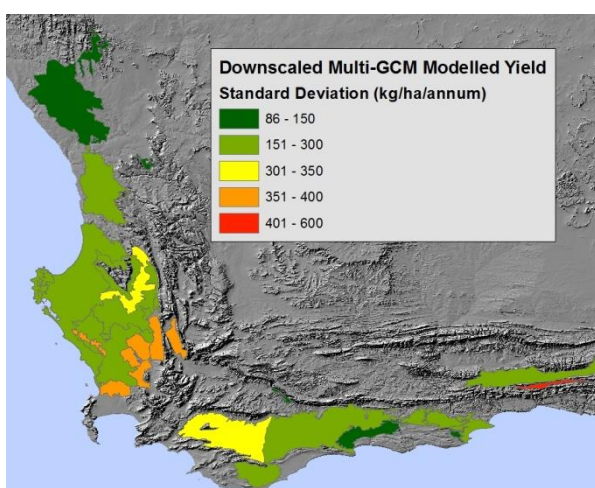 Downscaled Multi-GCM Modelled Yield
Standard Deviation (kg/ha/annum)
86 - 150
151 - 300
301 - 350
351 - 400
401 - 600